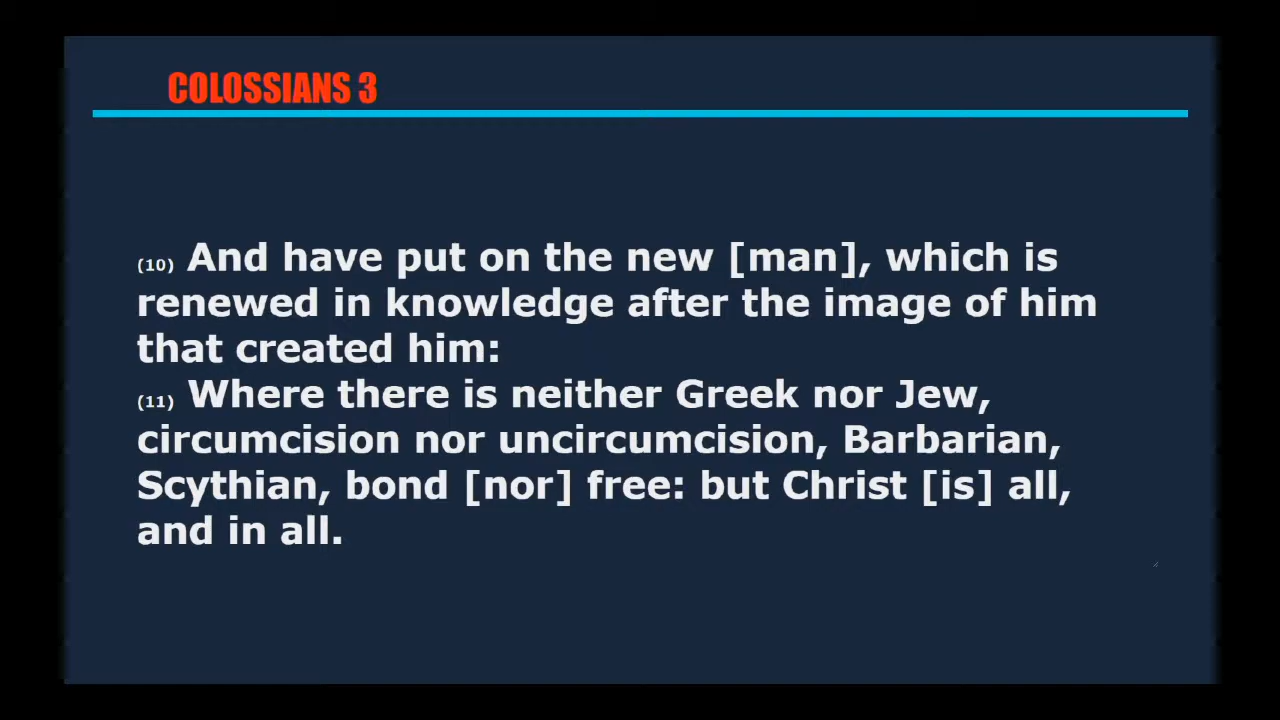 COLOSSIANS 3
(10) And have put on the new [man], which is
renewed in knowledge after the image of him
that created him:
(11) Where there is neither Greek nor Jew,
circumcision nor uncircumcision, Barbarian,
Scythian, bond [nor] free: but Christ [is] all,
and in all.